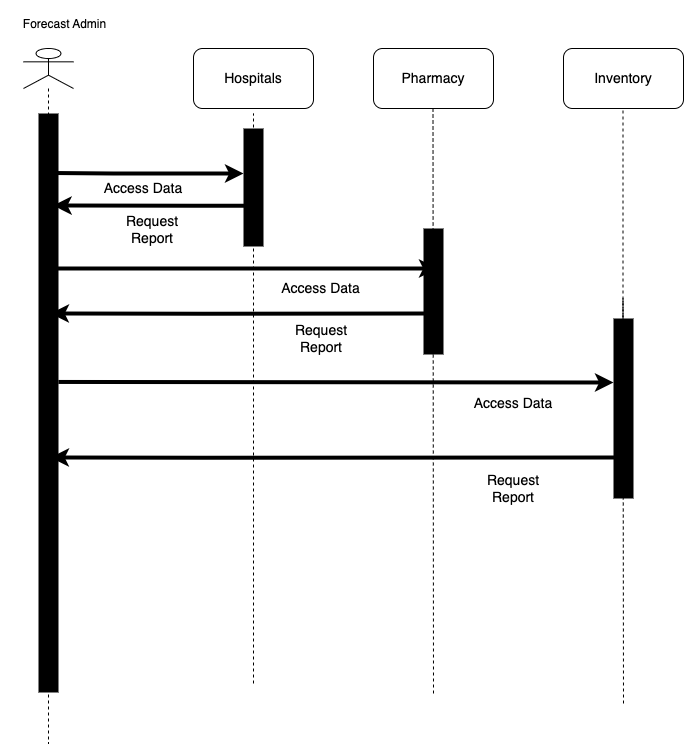 Forecast Admin
Hospitals
Pharmacy
Inventory
Access Data
Request
Report
Access Data
Request
Report
Access Data
Request
Report